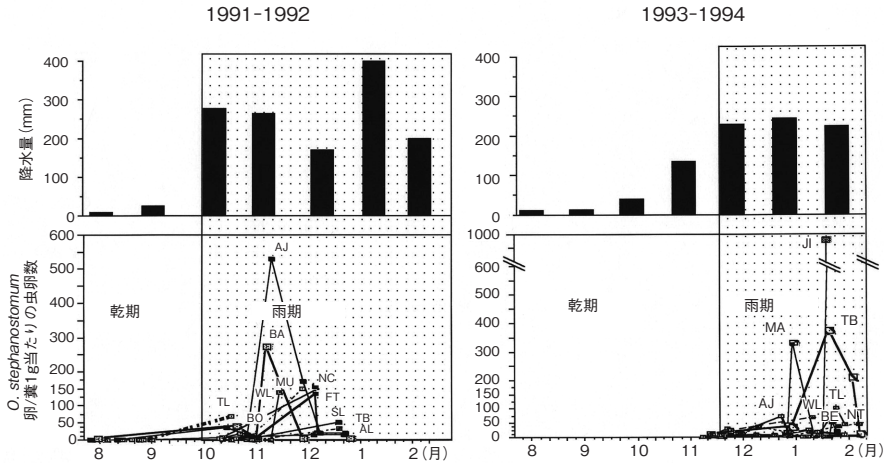 1991-1992
1993-1994
降水量(mm)
400
300
200
100
0
400
300
200
100
0
O. stephanostomum
卵/糞1g当たりの虫卵数
600
500
400
300
200
150
100
50
0
乾期
雨期
AJ
BA
MU
NC
WL
FT
TL
BO
SL
TB
AL
8 9 10 11 12 1 2(月)
1000
600
500
400
300
200
150
100
50
0
乾期
雨期
JI
MA
TB
AJ
WL
TL
BE
NT
8 9 10 11 12 1 2(月)